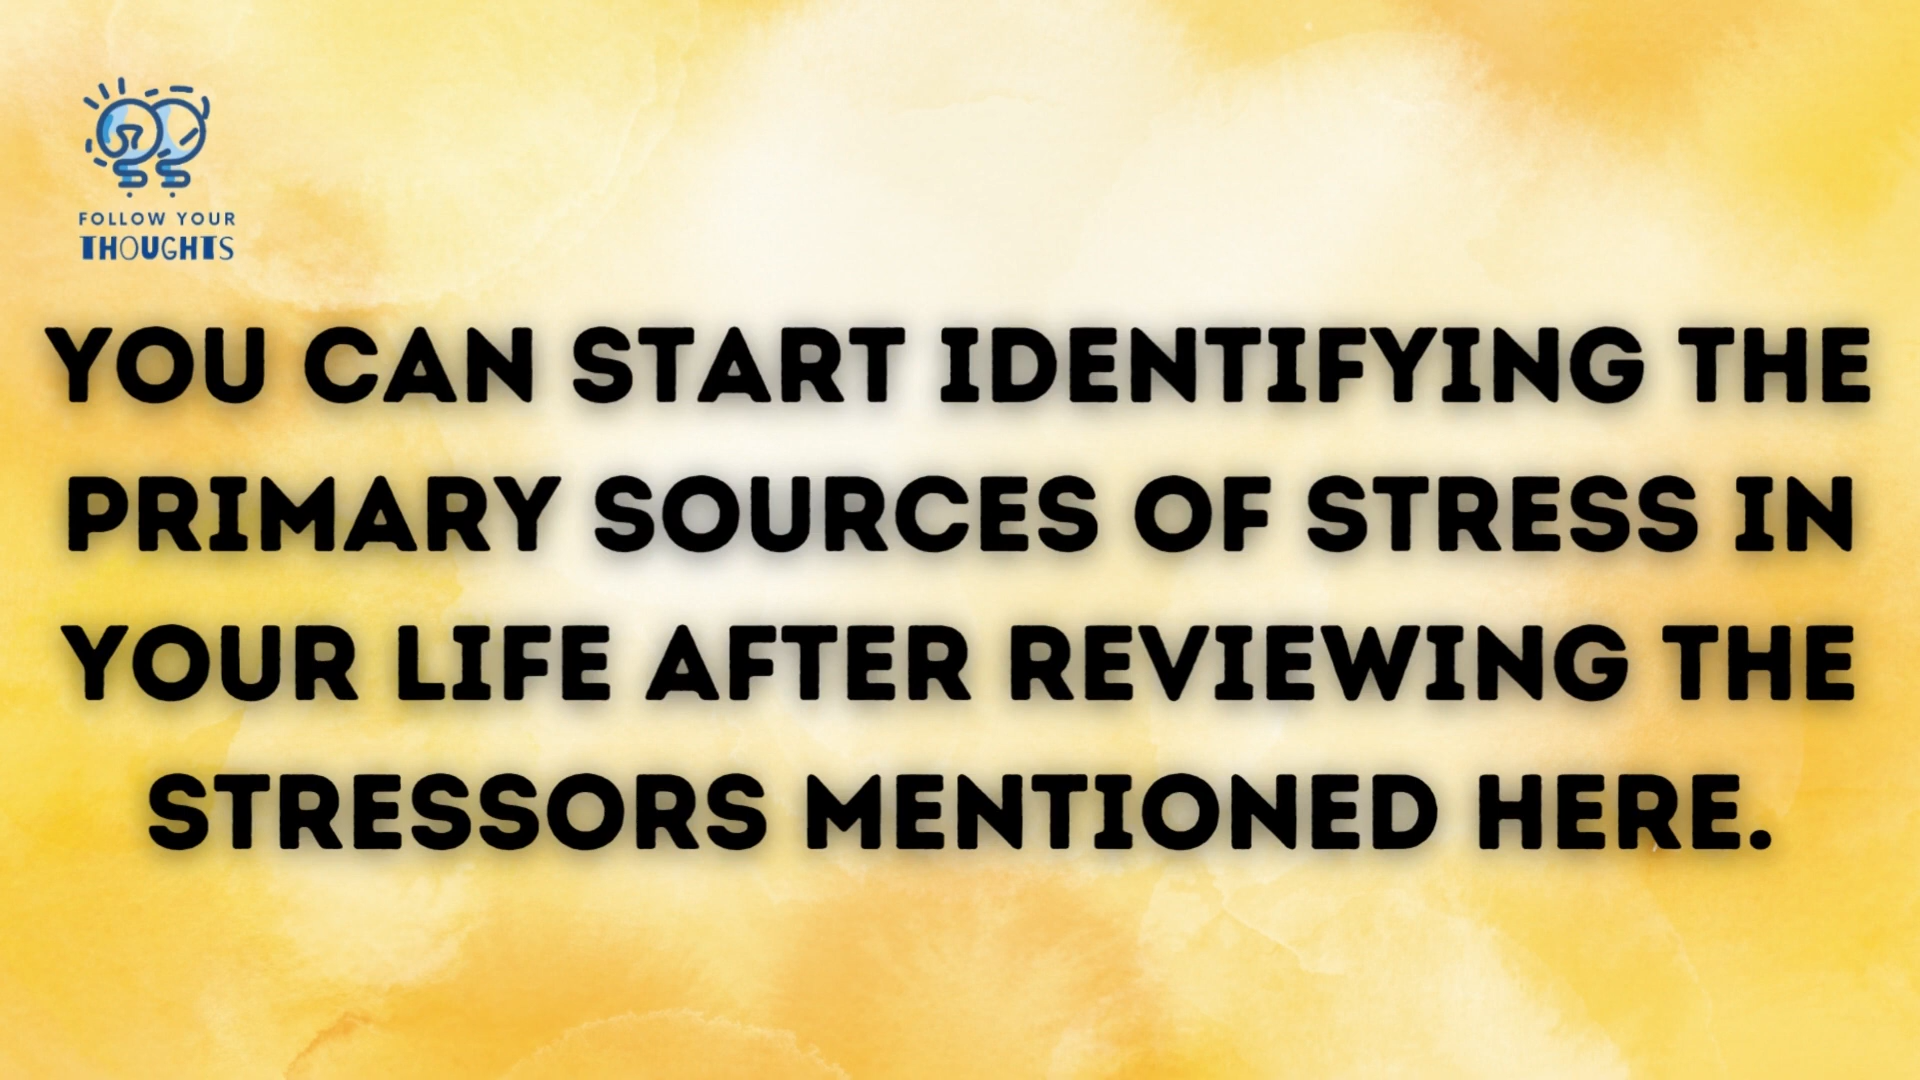 FOLLOW YOUR
THOUGHTS
YOU CAN START IDENTIFYING THE
PRIMARY SOURCES OF STRESS IN
YOUR LIFE AFTER REVIEWING THE
STRESSORS MENTIONED HERE.